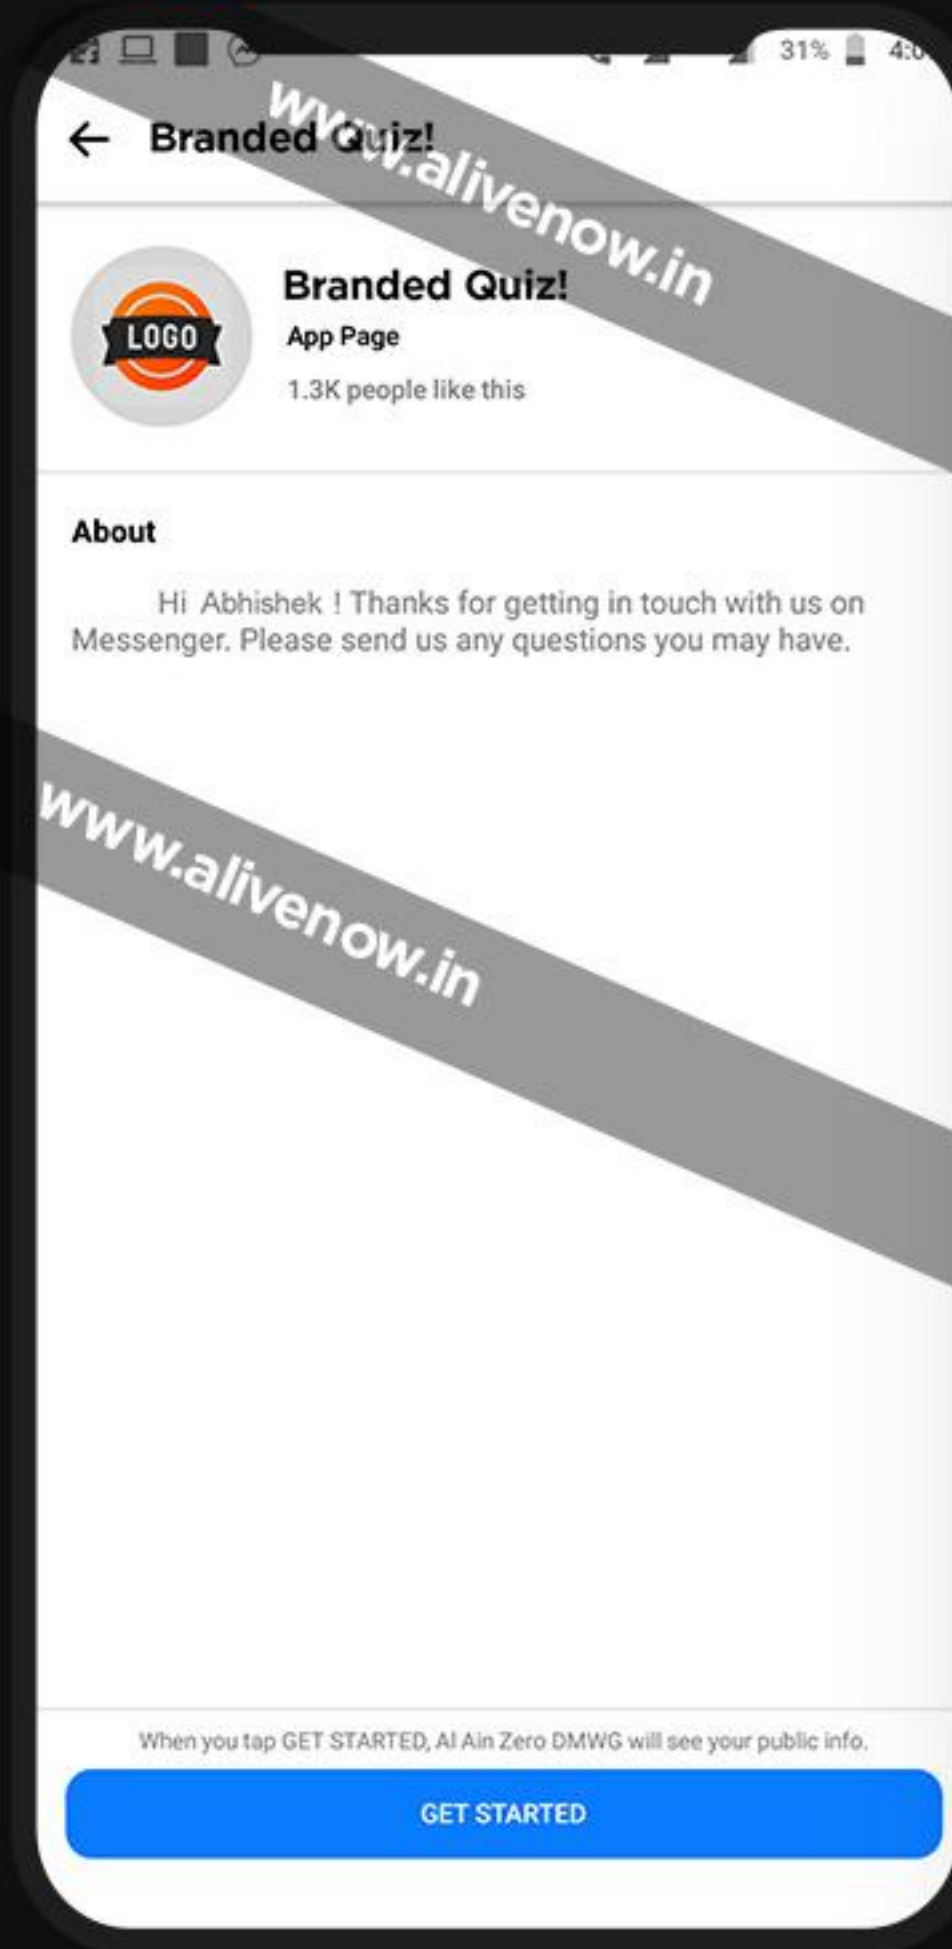 31%
Branded Quiz!
www.alivenow.in
LOGO
Branded Quiz!
App Page
1.3K people like this
About
Hi Abhishek ! Thanks for getting in touch with us on
Messenger. Please send us any questions you may have.
www.alivenow.in
When you tap GET STARTED, Al Ain Zero DMWG will see your public info.
GET STARTED